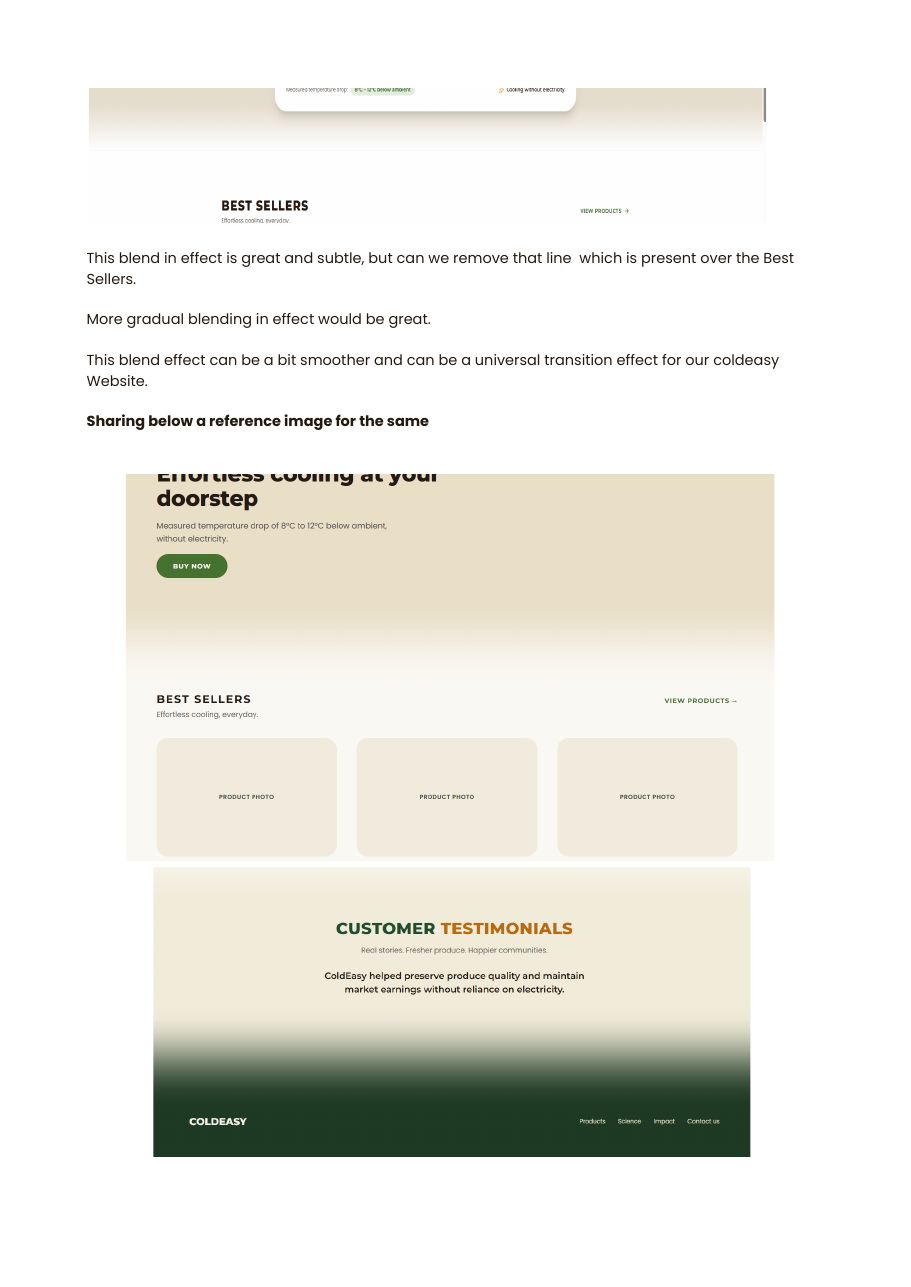 Measured temperature drop: 8°C - 12°C below ambient
Cooling without electricity
BEST SELLERS
Effortless cooling, everyday.
VIEW PRODUCTS →
This blend in effect is great and subtle, but can we remove that line  which is present over the Best
Sellers.
More gradual blending in effect would be great.
This blend effect can be a bit smoother and can be a universal transition effect for our coldeasy
Website.
Sharing below a reference image for the same
Effortless cooling at your
doorstep
Measured temperature drop of 8°C to 12°C below ambient,
without electricity.
BUY NOW
BEST SELLERS
VIEW PRODUCTS →
Effortless cooling, everyday.
PRODUCT PHOTO
PRODUCT PHOTO
PRODUCT PHOTO
CUSTOMER TESTIMONIALS
Real stories. Fresher produce. Happier communities.
ColdEasy helped preserve produce quality and maintain
market earnings without reliance on electricity.
COLDEASY
Products Science Impact Contact us